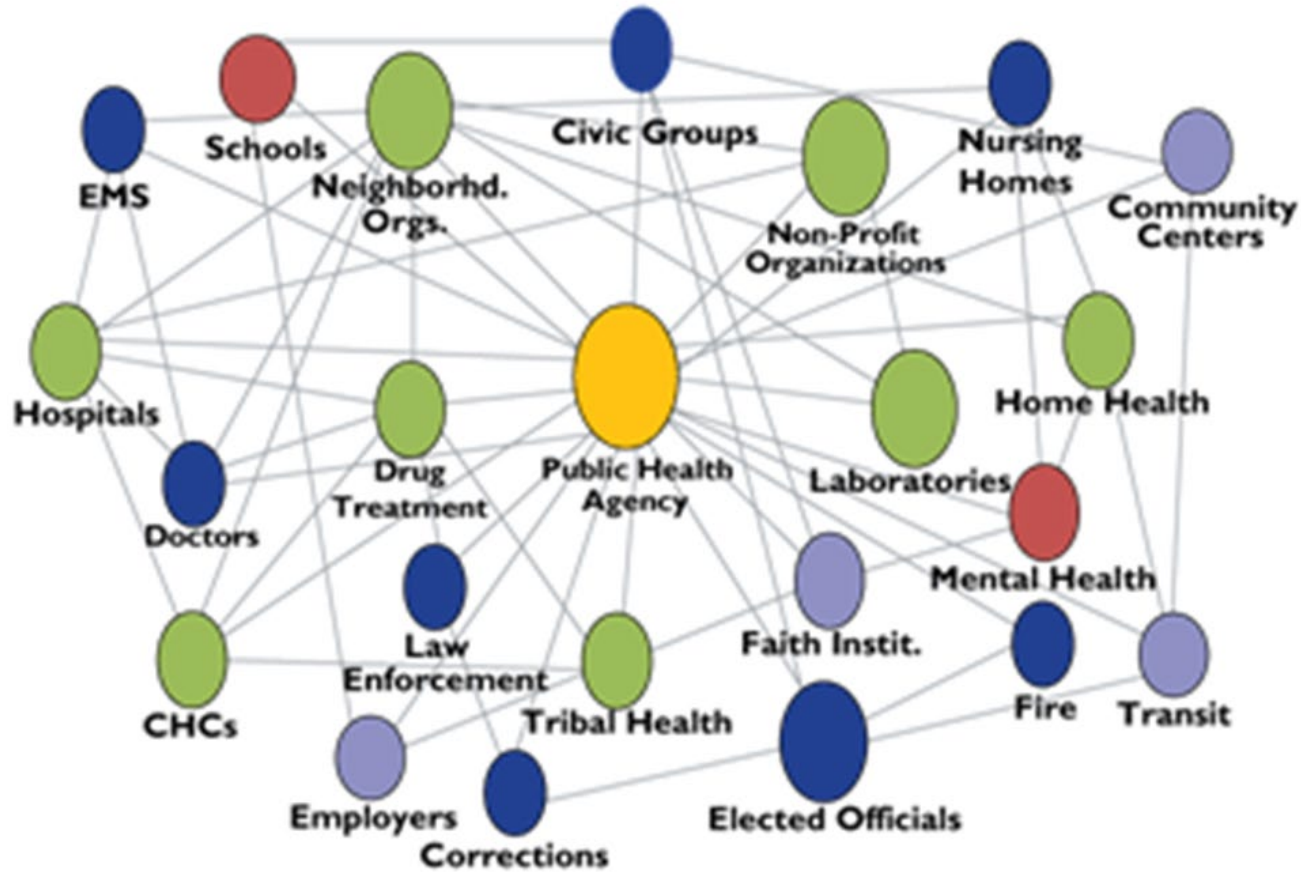 Civic Groups
Schools
Nursing
Homes
EMS
Neighborhd.
Orgs.
Community
Centers
Non-Profit
Organizations
Hospitals
Home Health
Drug
Treatment
Public Health
Agency
Laboratories
Doctors
Mental Health
Law
Enforcement
Faith Instit.
CHCs
Tribal Health
Fire
Transit
Employers
Elected Officials
Corrections